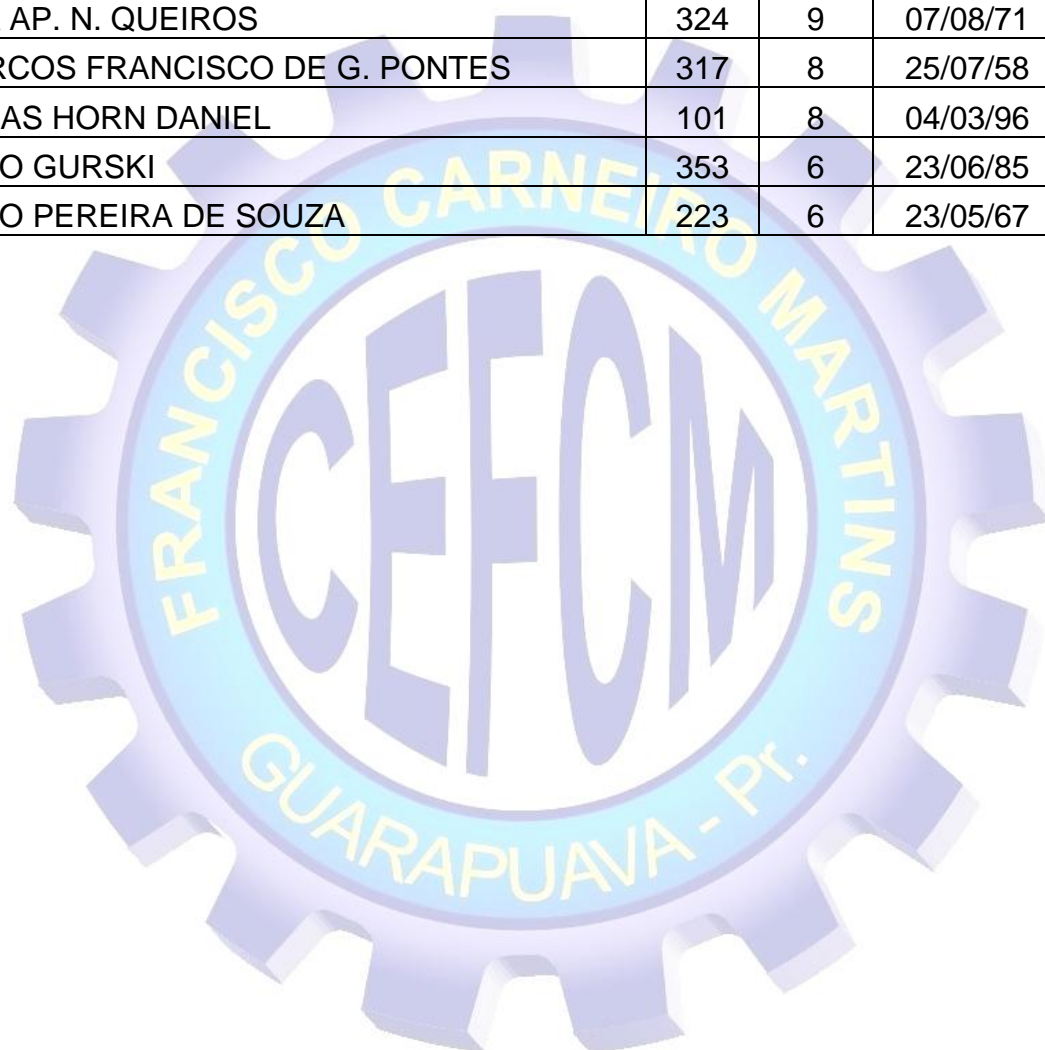 AP. N. QUEIROS 324 9 07/08/71
RCOS FRANCISCO DE G. PONTES 317 8 25/07/58
AS HORN DANIEL 101 8 04/03/96
O GURSKI 353 6 23/06/85
O PEREIRA DE SOUZA 223 6 23/05/67
FRANCISCO CARNEIRO MARTINS
CEFCM
GUARAPUAVA - Pr.